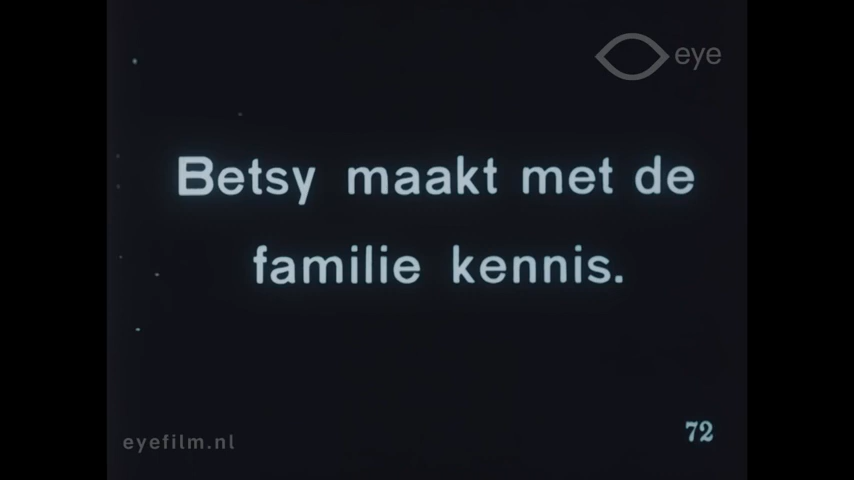 eye
Betsy maakt met de
familie kennis.
72
eyefilm.nl